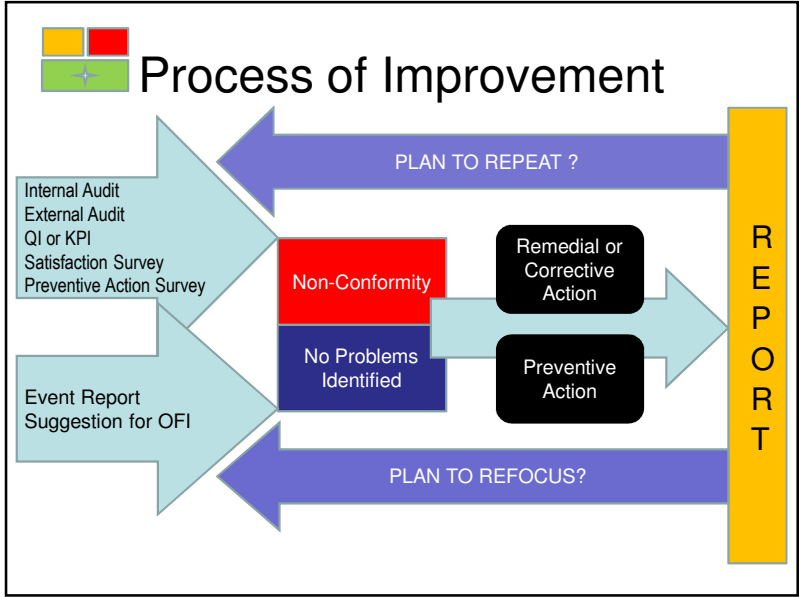 Process of Improvement
PLAN TO REPEAT ?
Internal Audit
External Audit
QI or KPI
Satisfaction Survey
Preventive Action Survey
Non-Conformity
Remedial or
Corrective
Action
No Problems
Identified
Preventive
Action
Event Report
Suggestion for OFI
PLAN TO REFOCUS?
R
E
P
O
R
T